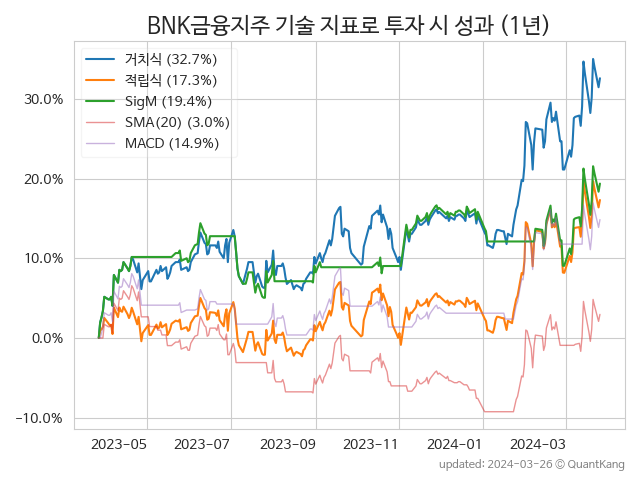 BNK금융지주 기술 지표로 투자 시 성과 (1년)
거치식 (32.7%)
적립식 (17.3%)
SigM (19.4%)
SMA(20) (3.0%)
MACD (14.9%)
30.0%
20.0%
10.0%
0.0%
−10.0%
2023-05 2023-07 2023-09 2023-11 2024-01 2024-03
updated: 2024-03-26 ⓒ QuantKang